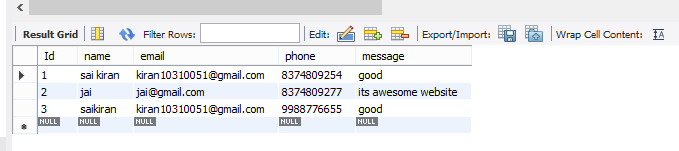 Result Grid Filter Rows: Edit: Export/Import: Wrap Cell Content:
Id name email phone message
1 sai kiran kiran10310051@gmail.com 8374809254 good
2 jai jai@gmail.com 8374809277 its awesome website
3 saikiran kiran10310051@gmail.com 9988776655 good
NULL NULL NULL NULL NULL